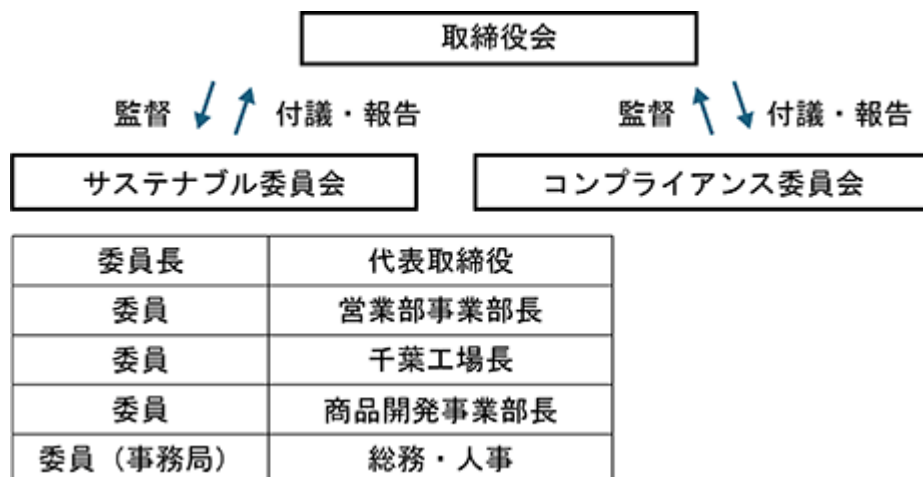 取締役会
監督 付議・報告 監督 付議・報告
サステナブル委員会 コンプライアンス委員会
委員長 代表取締役
委員 営業部事業部長
委員 千葉工場長
委員 商品開発事業部長
委員（事務局） 総務・人事